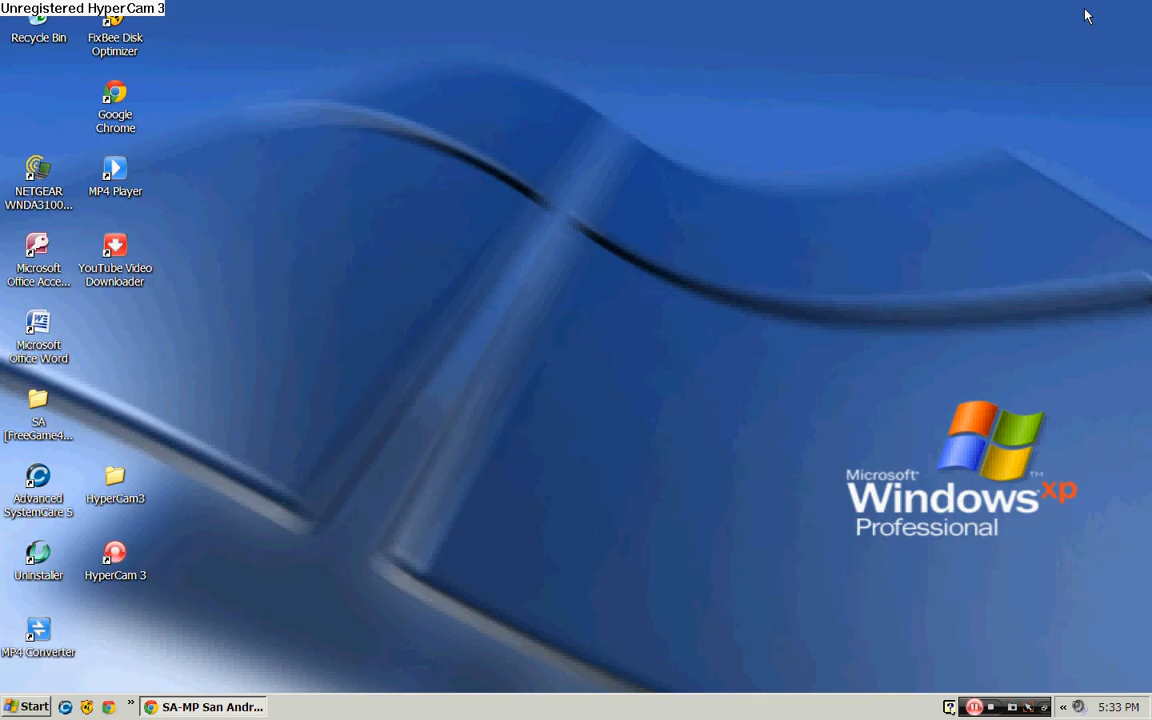 Unregistered HyperCam 3
Recycle Bin
FixBee Disk
Optimizer
Google
Chrome
NETGEAR
WNDA3100...
MP4 Player
Microsoft
Office Acce...
YouTube Video
Downloader
Microsoft
Office Word
SA
[FreeGame4...
Advanced
SystemCare 5
HyperCam3
Uninstaller
HyperCam 3
MP4 Converter
Microsoft®
Windows xp™
Professional
Start
»
SA-MP San Andr...
«
5:33 PM